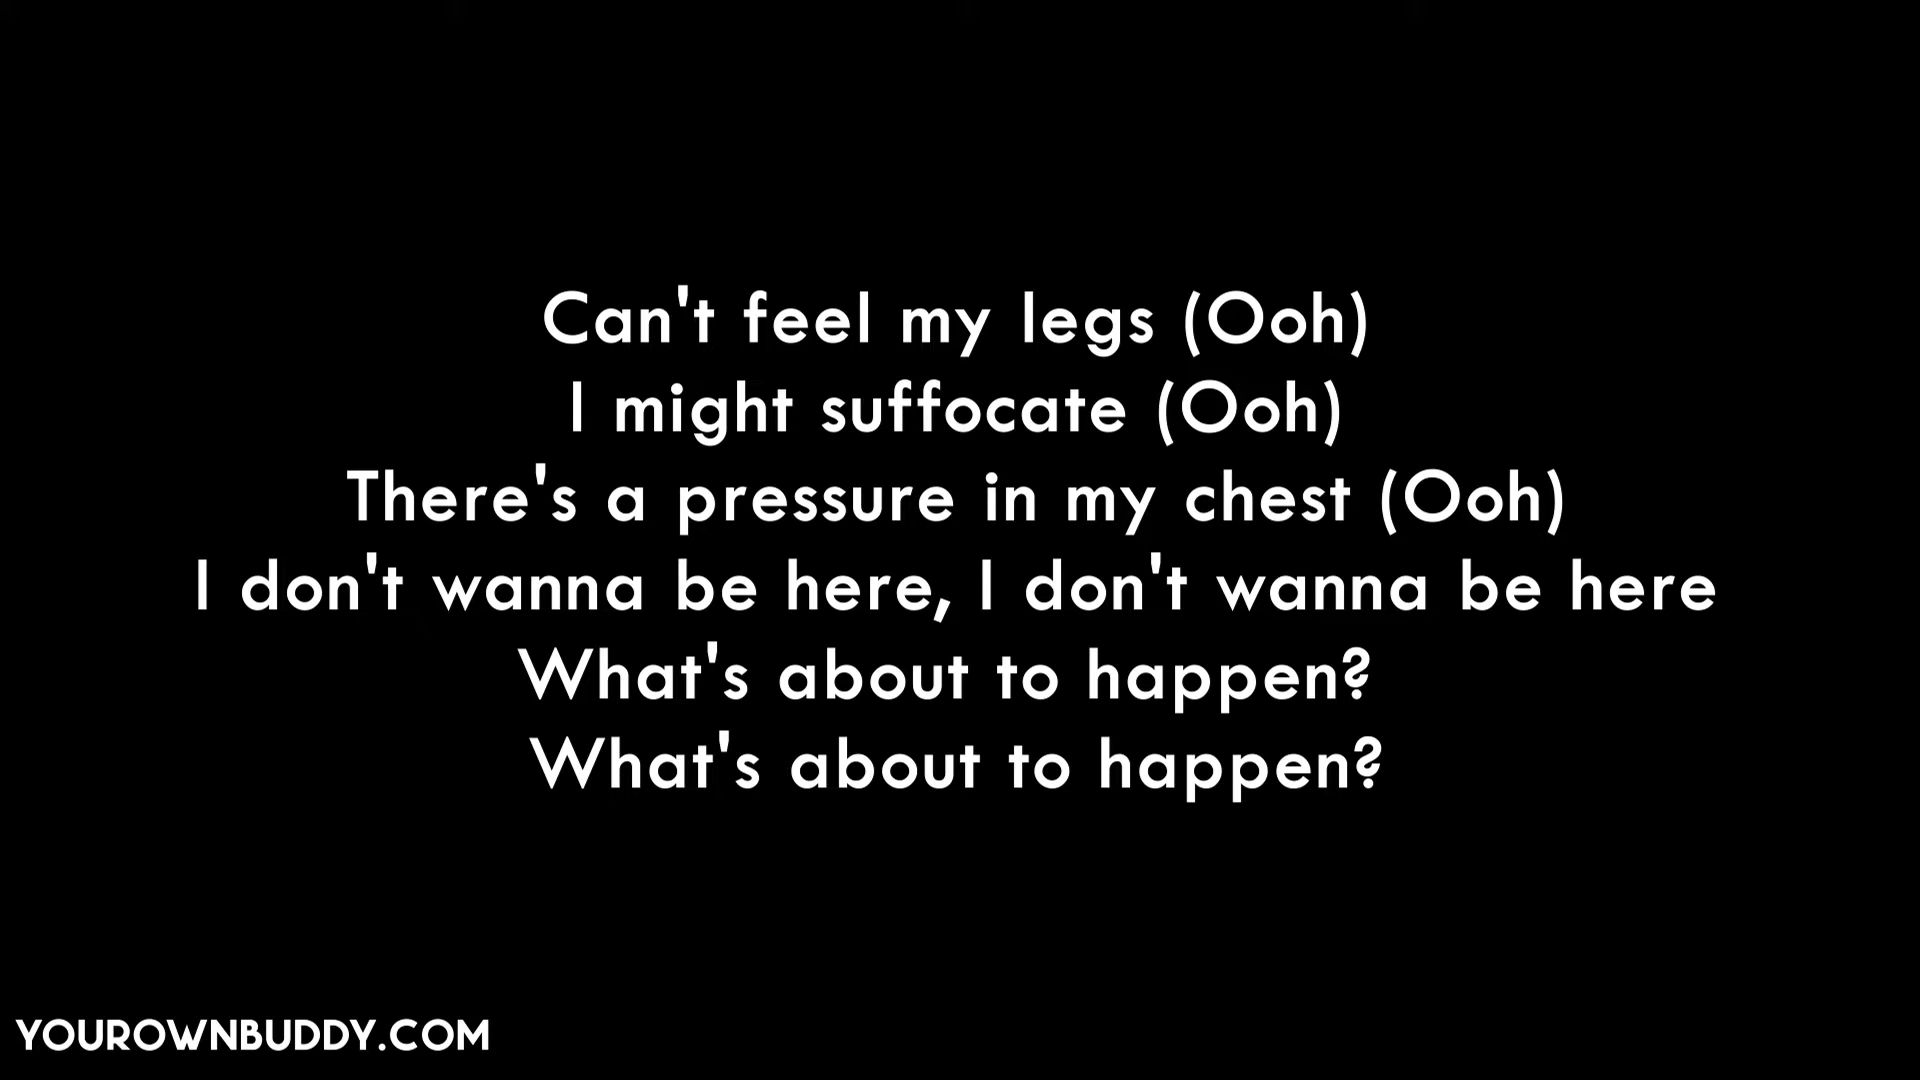 Can't feel my legs (Ooh)
I might suffocate (Ooh)
There's a pressure in my chest (Ooh)
I don't wanna be here, I don't wanna be here
What's about to happen?
What's about to happen?
YOUROWNBUDDY.COM